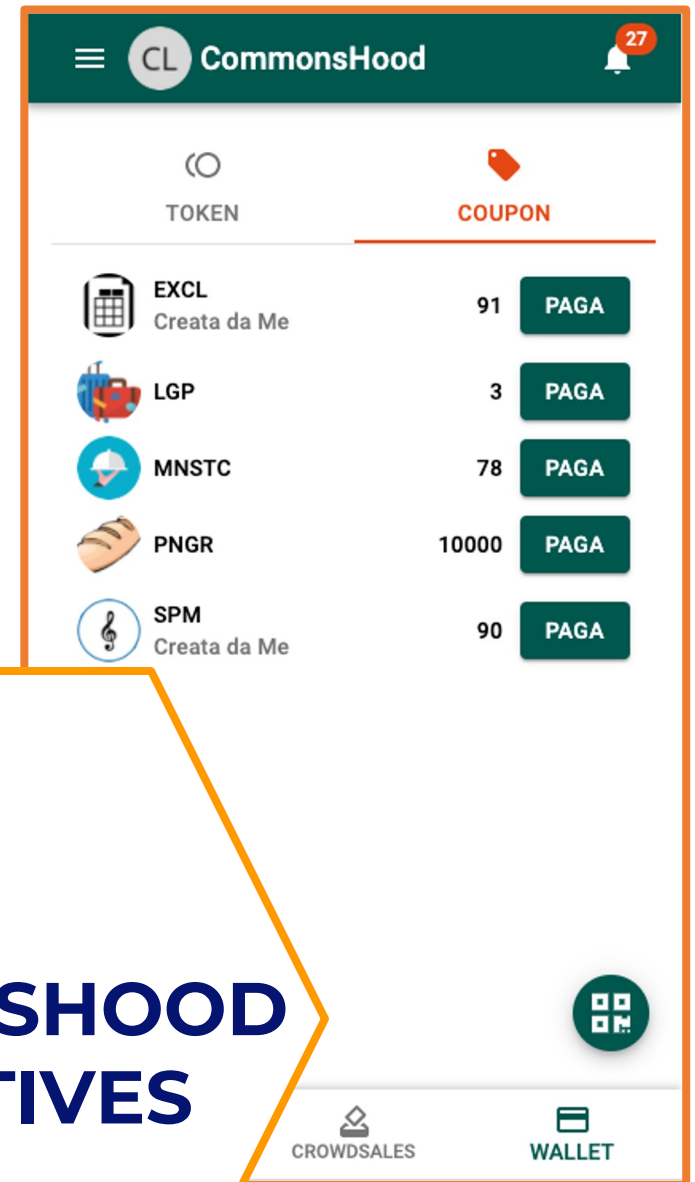 CL CommonsHood 27
TOKEN COUPON
EXCL
Creata da Me
91 PAGA
LGP 3 PAGA
MNSTC 78 PAGA
PNGR 10000 PAGA
SPM
Creata da Me
90 PAGA
SHOOD
TIVES
CROWDSALES WALLET